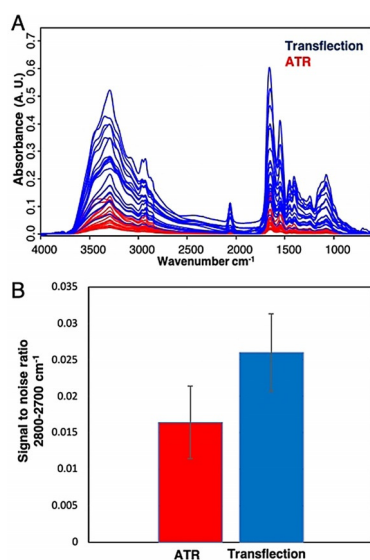 A
0.7
0.6
0.5
0.4
0.3
0.2
0.1
0.0
Absorbance (A. U.)
Transflection
ATR
4000 3500 3000 2500 2000 1500 1000
Wavenumber cm-1
B
0.035
0.03
0.025
0.02
0.015
0.01
0.005
0
Signal to noise ratio
2800-2700 cm-1
ATR Transflection